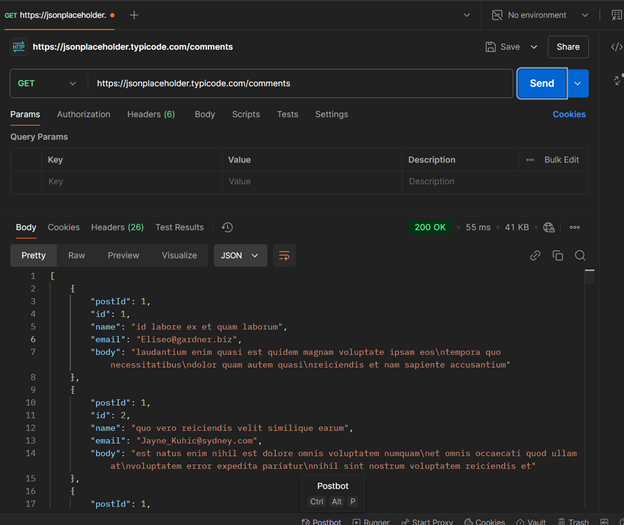 GET https://jsonplaceholder.
No environment
HTTP https://jsonplaceholder.typicode.com/comments
Save
Share
GET
https://jsonplaceholder.typicode.com/comments
Send
Params Authorization Headers (6) Body Scripts Tests Settings
Cookies
Query Params
Key Value Description Bulk Edit
Key Value Description
Body Cookies Headers (26) Test Results
200 OK 55 ms 41 KB
Pretty Raw Preview Visualize JSON
1 [
2 {
3 "postId": 1,
4 "id": 1,
5 "name": "id labore ex et quam laborum",
6 "email": "Eliseo@gardner.biz",
7 "body": "laudantium enim quasi est quidem magnam voluptate ipsam eos\ntempora quo
necessitatibus\ndolor quam autem quasi\nreiciendis et nam sapiente accusantium"
8 },
9 {
10 "postId": 1,
11 "id": 2,
12 "name": "quo vero reiciendis velit similique earum",
13 "email": "Jayne_Kuhic@sydney.com",
14 "body": "est natus enim nihil est dolore omnis voluptatem numquam\net omnis occaecati quod ullam
at\nvoluptatem error expedita pariatur\nnihil sint nostrum voluptatem reiciendis et"
15 },
16 {
17 "postId": 1,
Postbot
Ctrl Alt P
Postbot Runner Start Proxy Cookies Vault Trash